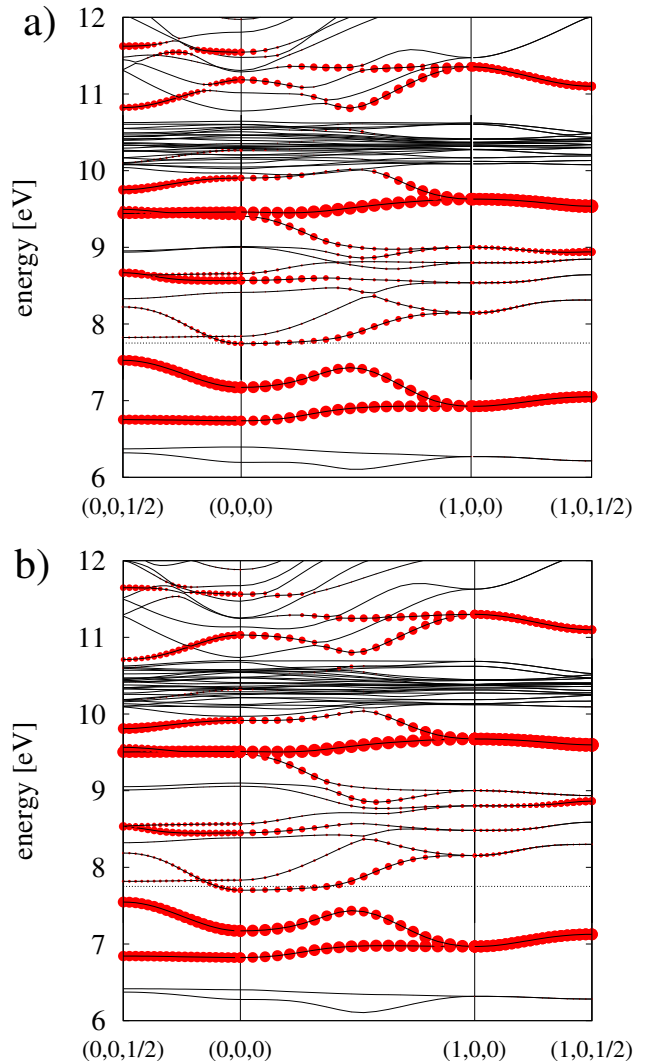 a)
12
11
10
9
8
7
6
energy [eV]
(0,0,1/2) (0,0,0) (1,0,0) (1,0,1/2)
b)
12
11
10
9
8
7
6
energy [eV]
(0,0,1/2) (0,0,0) (1,0,0) (1,0,1/2)